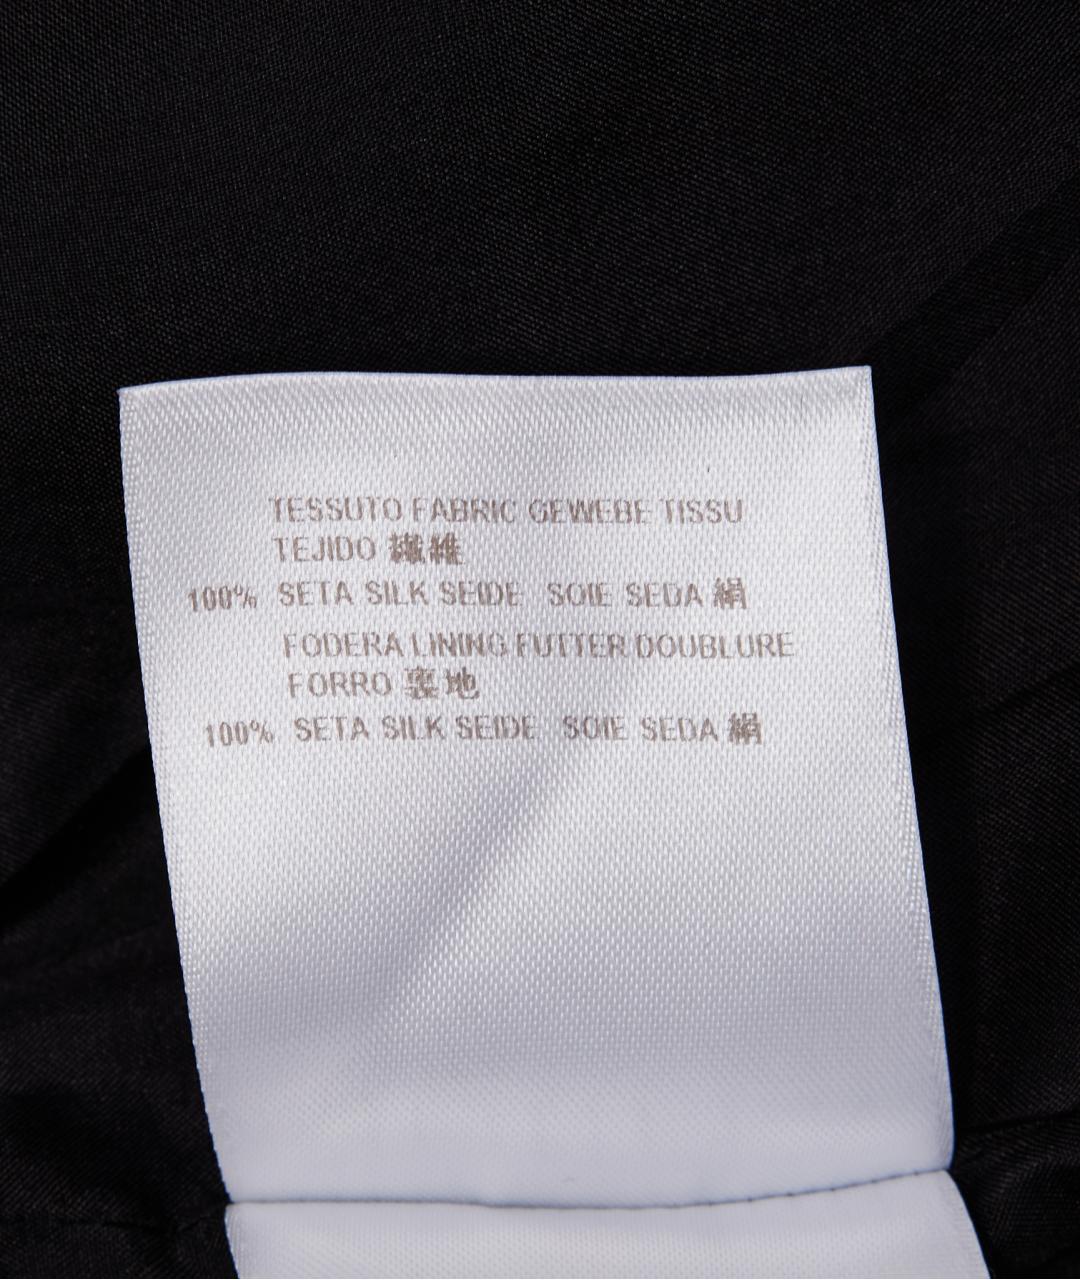 TESSUTO FABRIC GEWEBE TISSU
TEJIDO 繊維
100% SETA SILK SEIDE SOIE SEDA 絹
FODERA LINING FUTTER DOUBLURE
FORRO 裏地
100% SETA SILK SEIDE SOIE SEDA 絹